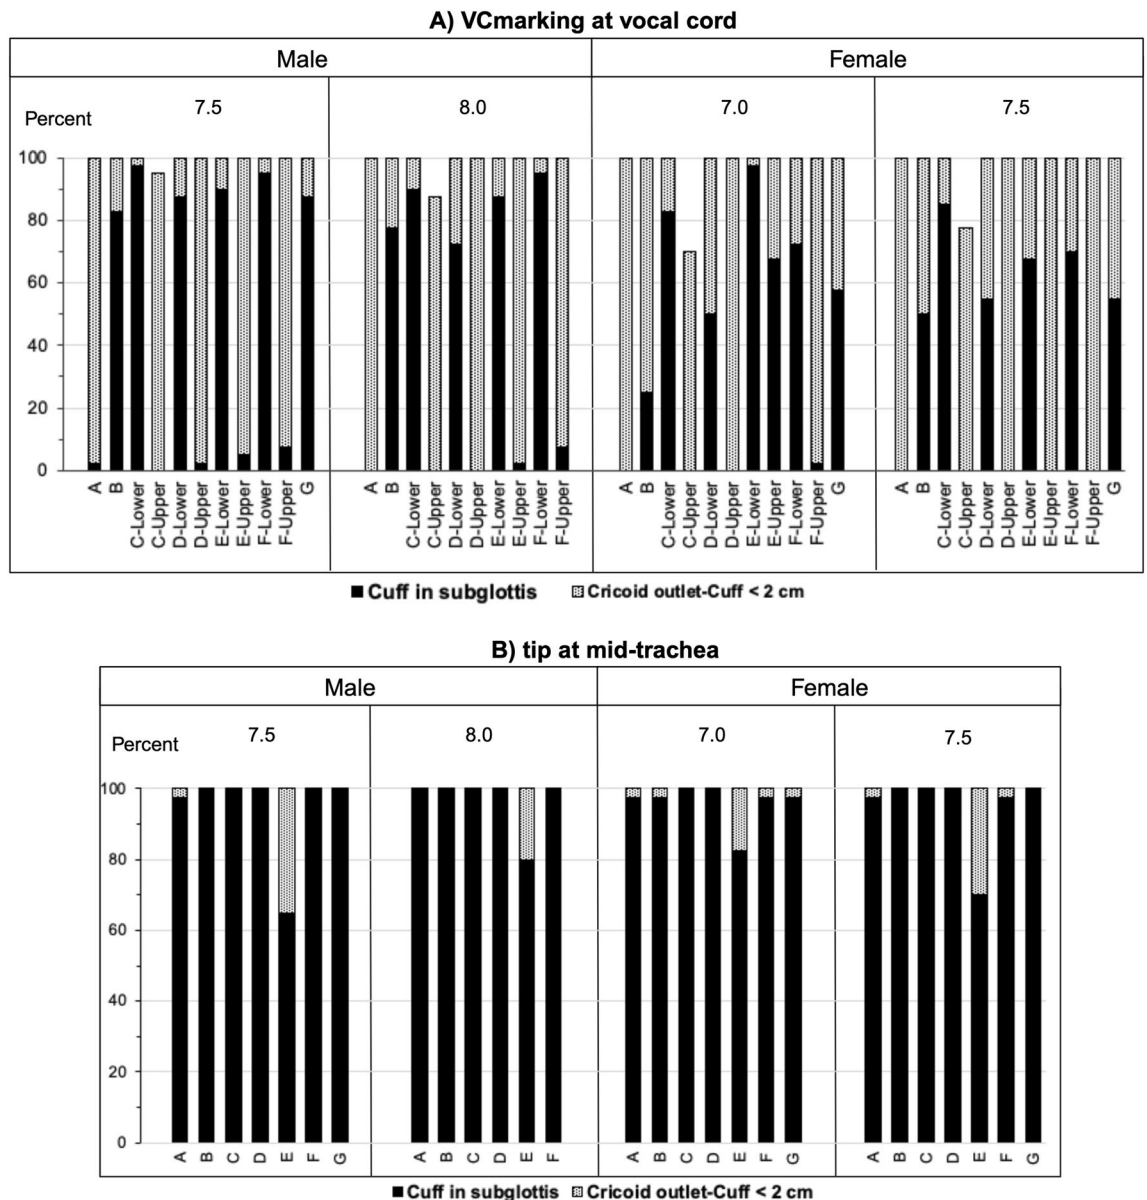 A) VCmarking at vocal cord
Male Female
7.5 8.0 7.0 7.5
Percent
100
80
60
40
20
0
A B C-Lower C-Upper D-Lower D-Upper E-Lower E-Upper F-Lower F-Upper G A B C-Lower C-Upper D-Lower D-Upper E-Lower E-Upper F-Lower F-Upper A B C-Lower C-Upper D-Lower D-Upper E-Lower E-Upper F-Lower F-Upper G A B C-Lower C-Upper D-Lower D-Upper E-Lower E-Upper F-Lower F-Upper G
Cuff in subglottis Cricoid outlet-Cuff < 2 cm
B) tip at mid-trachea
Male Female
7.5 8.0 7.0 7.5
Percent
100
80
60
40
20
0
A B C D E F G A B C D E F A B C D E F G A B C D E F G
Cuff in subglottis Cricoid outlet-Cuff < 2 cm